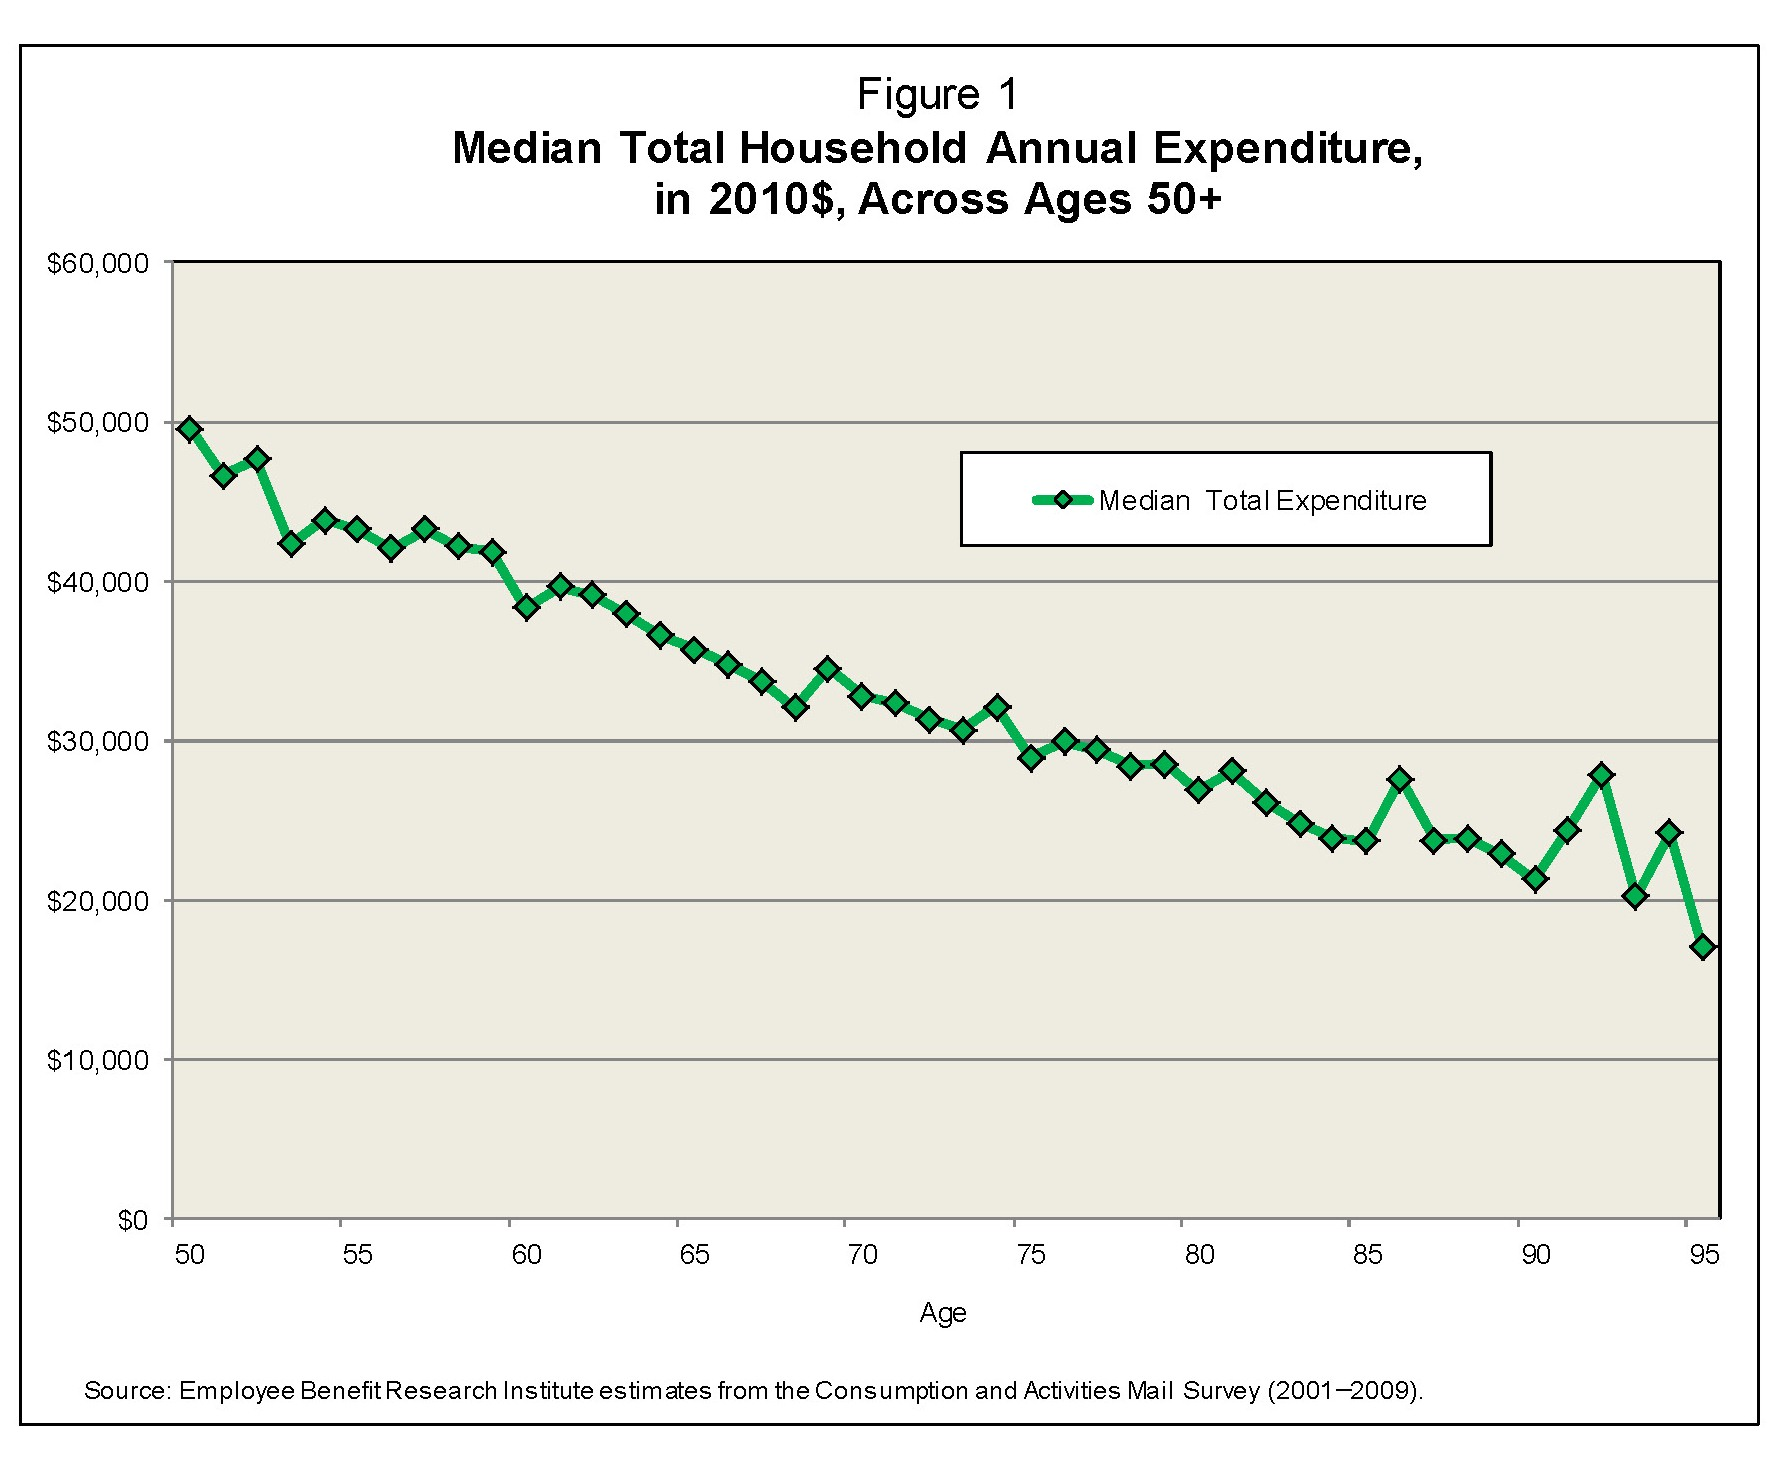 Figure 1
Median Total Household Annual Expenditure,
in 2010$, Across Ages 50+
$60,000
$50,000
$40,000
$30,000
$20,000
$10,000
$0
Median Total Expenditure
50 55 60 65 70 75 80 85 90 95
Age
Source: Employee Benefit Research Institute estimates from the Consumption and Activities Mail Survey (2001–2009).